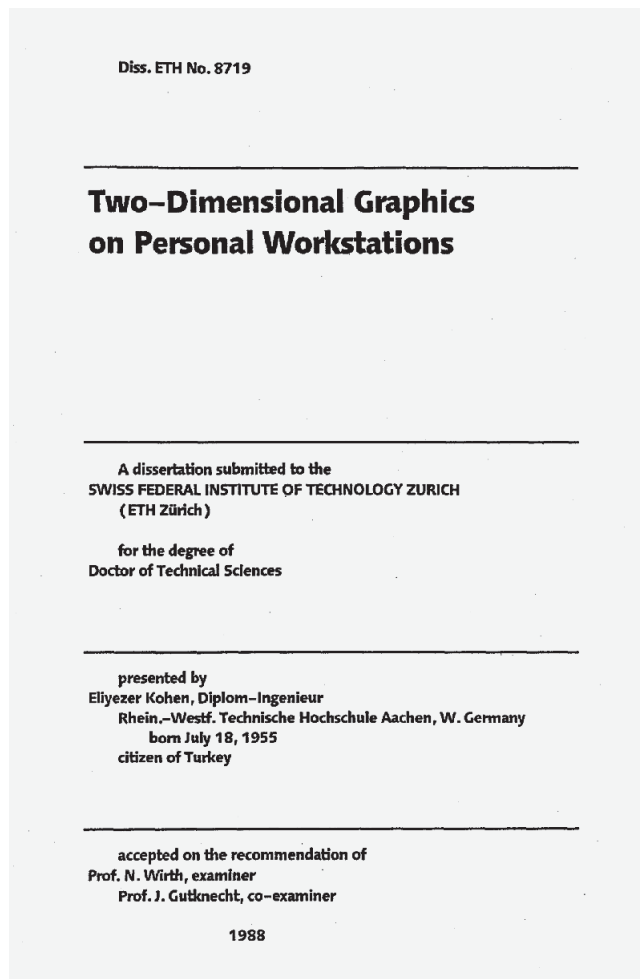 Diss. ETH No. 8719
Two-Dimensional Graphics
on Personal Workstations
A dissertation submitted to the
SWISS FEDERAL INSTITUTE OF TECHNOLOGY ZURICH
(ETH Zürich)
for the degree of
Doctor of Technical Sciences
presented by
Eliyezer Kohen, Diplom-Ingenieur
Rhein.-Westf. Technische Hochschule Aachen, W. Germany
born July 18, 1955
citizen of Turkey
accepted on the recommendation of
Prof. N. Wirth, examiner
Prof. J. Gutknecht, co-examiner
1988